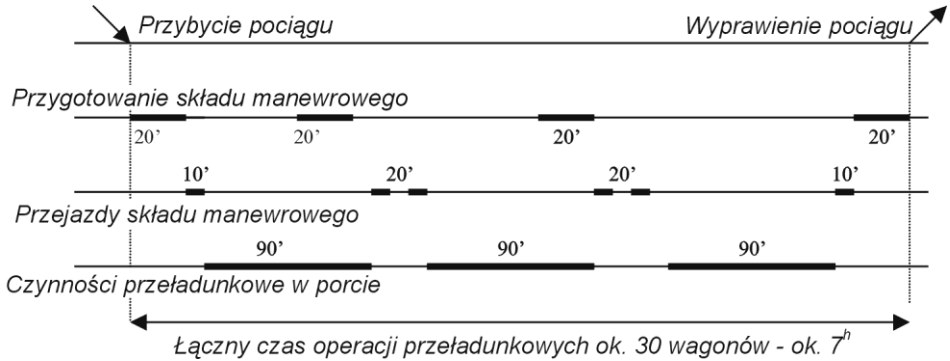 Przybycie pociągu Wyprawienie pociągu
Przygotowanie składu manewrowego
20’ 20’ 20’ 20’
10’ 20’ 20’ 10’
Przejazdy składu manewrowego
90’ 90’ 90’
Czynności przeładunkowe w porcie
Łączny czas operacji przeładunkowych ok. 30 wagonów - ok. 7h